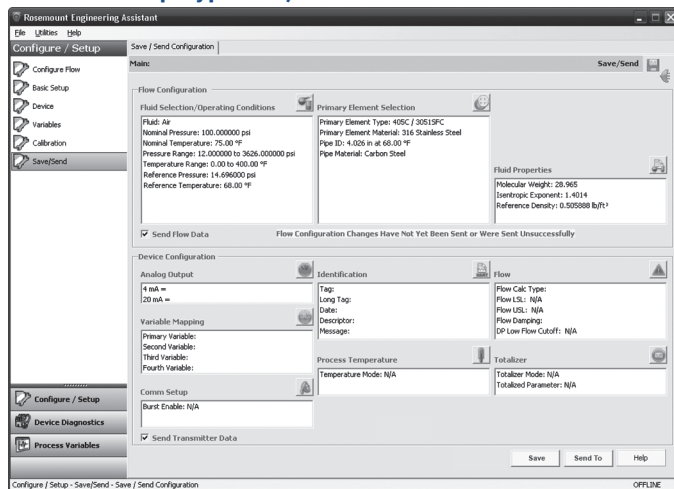 Rosemount Engineering Assistant
File Utilities Help
Configure / Setup
Configure Flow
Basic Setup
Device
Variables
Calibration
Save/Send
Configure / Setup
Device Diagnostics
Process Variables
Save / Send Configuration
Main: Save/Send
Flow Configuration
Fluid Selection/Operating Conditions
Fluid: Air
Nominal Pressure: 100.000000 psi
Nominal Temperature: 75.00 °F
Pressure Range: 12.000000 to 3626.000000 psi
Temperature Range: 0.00 to 400.00 °F
Reference Pressure: 14.696000 psi
Reference Temperature: 68.00 °F
Primary Element Selection
Primary Element Type: 405C / 3051SFC
Primary Element Material: 316 Stainless Steel
Pipe ID: 4.026 in at 68.00 °F
Pipe Material: Carbon Steel
Fluid Properties
Molecular Weight: 28.965
Isentropic Exponent: 1.4014
Reference Density: 0.505888 lb/ft³
Send Flow Data
Flow Configuration Changes Have Not Yet Been Sent or Were Sent Unsuccessfully
Device Configuration
Analog Output
4 mA =
20 mA =
Variable Mapping
Primary Variable:
Second Variable:
Third Variable:
Fourth Variable:
Comm Setup
Burst Enable: N/A
Identification
Tag:
Long Tag:
Date:
Descriptor:
Message:
Process Temperature
Temperature Mode: N/A
Flow
Flow Calc Type:
Flow LSL: N/A
Flow USL: N/A
Flow Damping:
DP Low Flow Cutoff: N/A
Totalizer
Totalizer Mode: N/A
Totalized Parameter: N/A
Send Transmitter Data
Save Send To Help
Configure / Setup - Save/Send - Save / Send Configuration OFFLINE